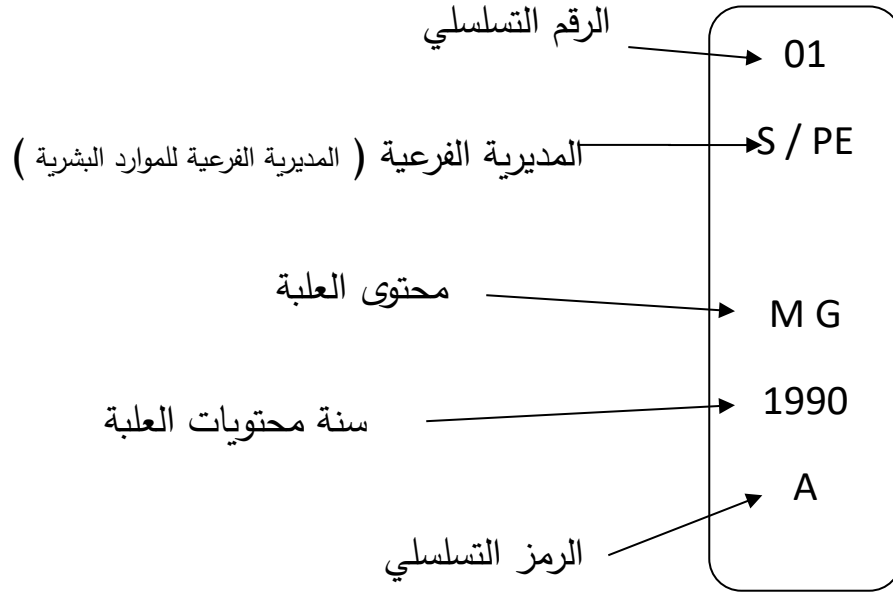 الرقم التسلسلي
01
المديرية الفرعية ( المديرية الفرعية للموارد البشرية )
S / PE
محتوى العلبة
M G
سنة محتويات العلبة
1990
الرمز التسلسلي
A